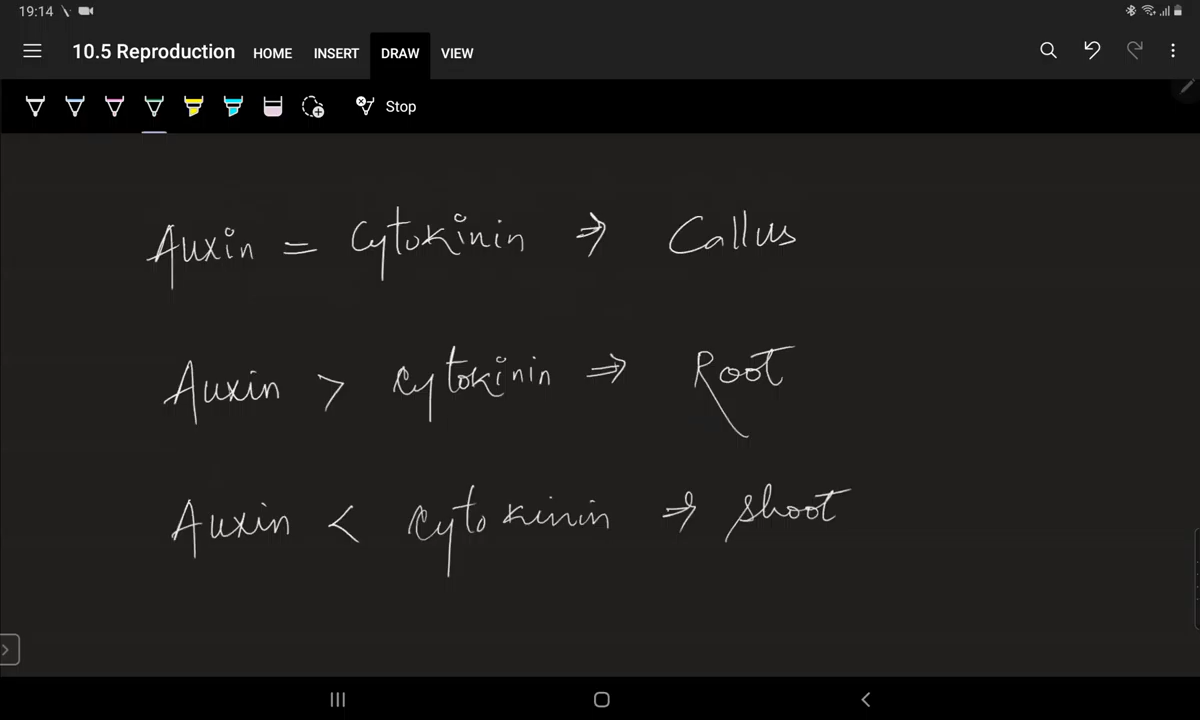 19:14
10.5 Reproduction HOME INSERT DRAW VIEW
Stop
Auxin = Cytokinin ⇒ Callus
Auxin > Cytokinin ⇒ Root
Auxin < Cytokinin ⇒ Shoot